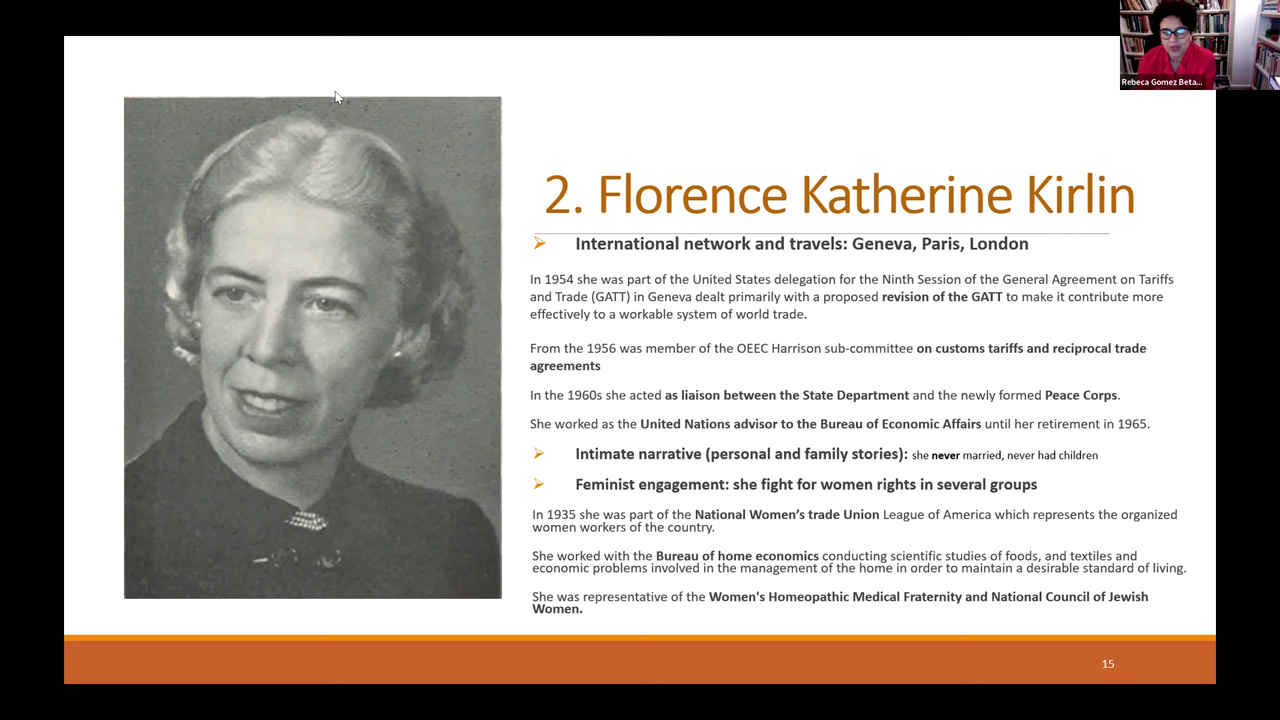 Rebeca Gomez Beta...
2. Florence Katherine Kirlin
International network and travels: Geneva, Paris, London
In 1954 she was part of the United States delegation for the Ninth Session of the General Agreement on Tariffs
and Trade (GATT) in Geneva dealt primarily with a proposed revision of the GATT to make it contribute more
effectively to a workable system of world trade.
From the 1956 was member of the OEEC Harrison sub-committee on customs tariffs and reciprocal trade
agreements
In the 1960s she acted as liaison between the State Department and the newly formed Peace Corps.
She worked as the United Nations advisor to the Bureau of Economic Affairs until her retirement in 1965.
Intimate narrative (personal and family stories): she never married, never had children
Feminist engagement: she fight for women rights in several groups
In 1935 she was part of the National Women's trade Union League of America which represents the organized
women workers of the country.
She worked with the Bureau of home economics conducting scientific studies of foods, and textiles and
economic problems involved in the management of the home in order to maintain a desirable standard of living.
She was representative of the Women's Homeopathic Medical Fraternity and National Council of Jewish
Women.
15